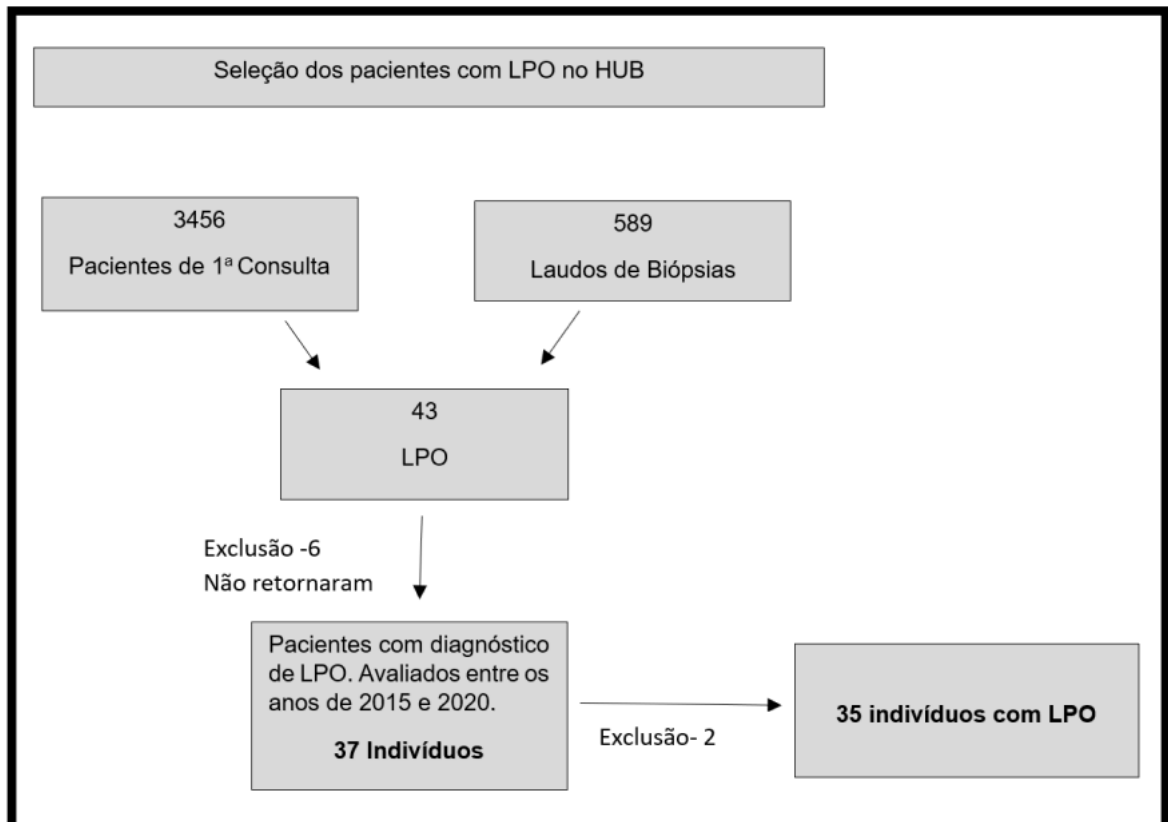 Seleção dos pacientes com LPO no HUB
3456
Pacientes de 1ª Consulta
589
Laudos de Biópsias
43
LPO
Exclusão -6
Não retornaram
Pacientes com diagnóstico
de LPO. Avaliados entre os
anos de 2015 e 2020.
37 Indivíduos
Exclusão- 2
35 indivíduos com LPO